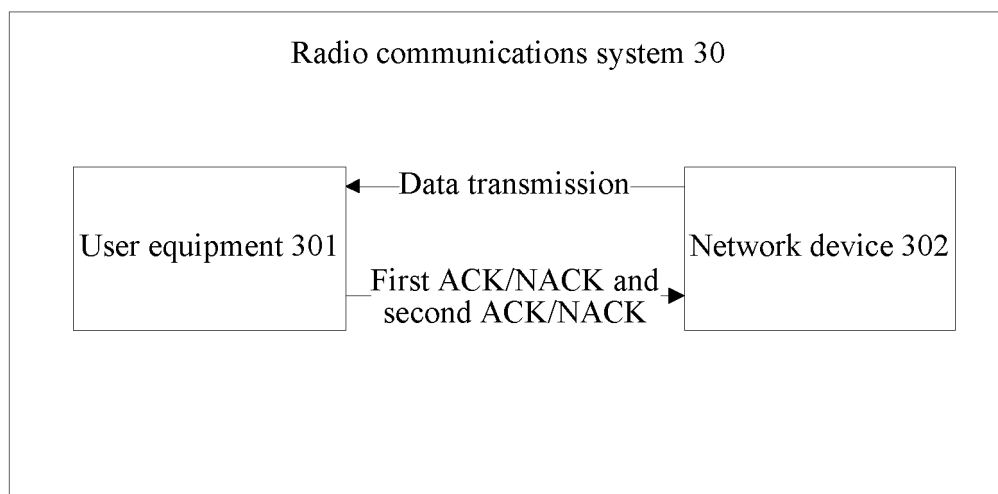 Radio communications system 30
Data transmission
User equipment 301
Network device 302
First ACK/NACK and
second ACK/NACK